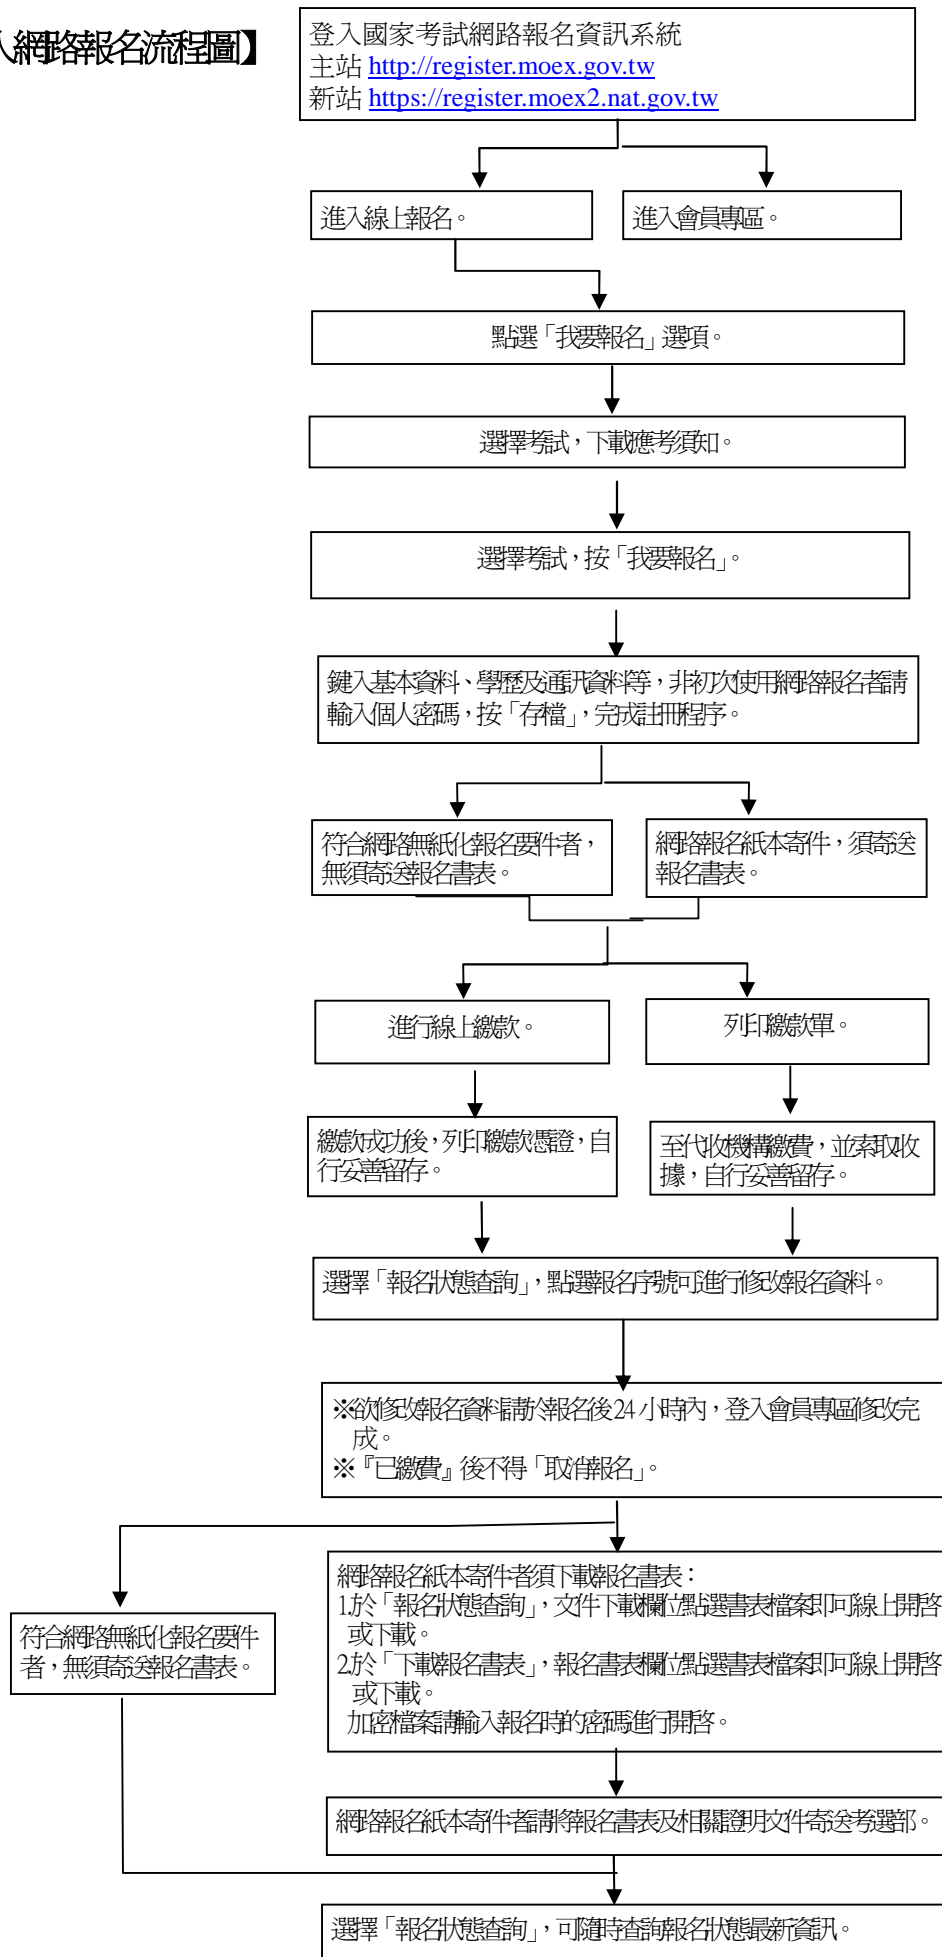 網路報名流程圖】
登入國家考試網路報名資訊系統
主站 http://register.moex.gov.tw
新站 https://register.moex2.nat.gov.tw
進入線上報名。
進入會員專區。
點選「我要報名」選項。
選擇考試，下載應考須知。
選擇考試，按「我要報名」。
鍵入基本資料、學歷及通訊資料等，非初次使用網路報名者請
輸入個人密碼，按「存檔」，完成註冊程序。
符合網路無紙化報名要件者，
無須寄送報名書表。
網路報名紙本寄件，須寄送
報名書表。
進行線上繳款。
列印繳款單。
繳款成功後，列印繳款憑證，自
行妥善留存。
至代收機構繳費，並索取收
據，自行妥善留存。
選擇「報名狀態查詢」，點選報名序號可進行修改報名資料。
※欲修改報名資料請於報名後24 小時內，登入會員專區修改完
成。
※『已繳費』後不得「取消報名」。
網路報名紙本寄件者須下載報名書表：
1.於「報名狀態查詢」，文件下載欄位點選書表檔案即可線上開啓
或下載。
2.於「下載報名書表」，報名書表欄位點選書表檔案即可線上開啓
或下載。
加密檔案請輸入報名時的密碼進行開啓。
符合網路無紙化報名要件
者，無須寄送報名書表。
網路報名紙本寄件者請將報名書表及相關證明文件寄送考選部。
選擇「報名狀態查詢」，可隨時查詢報名狀態最新資訊。